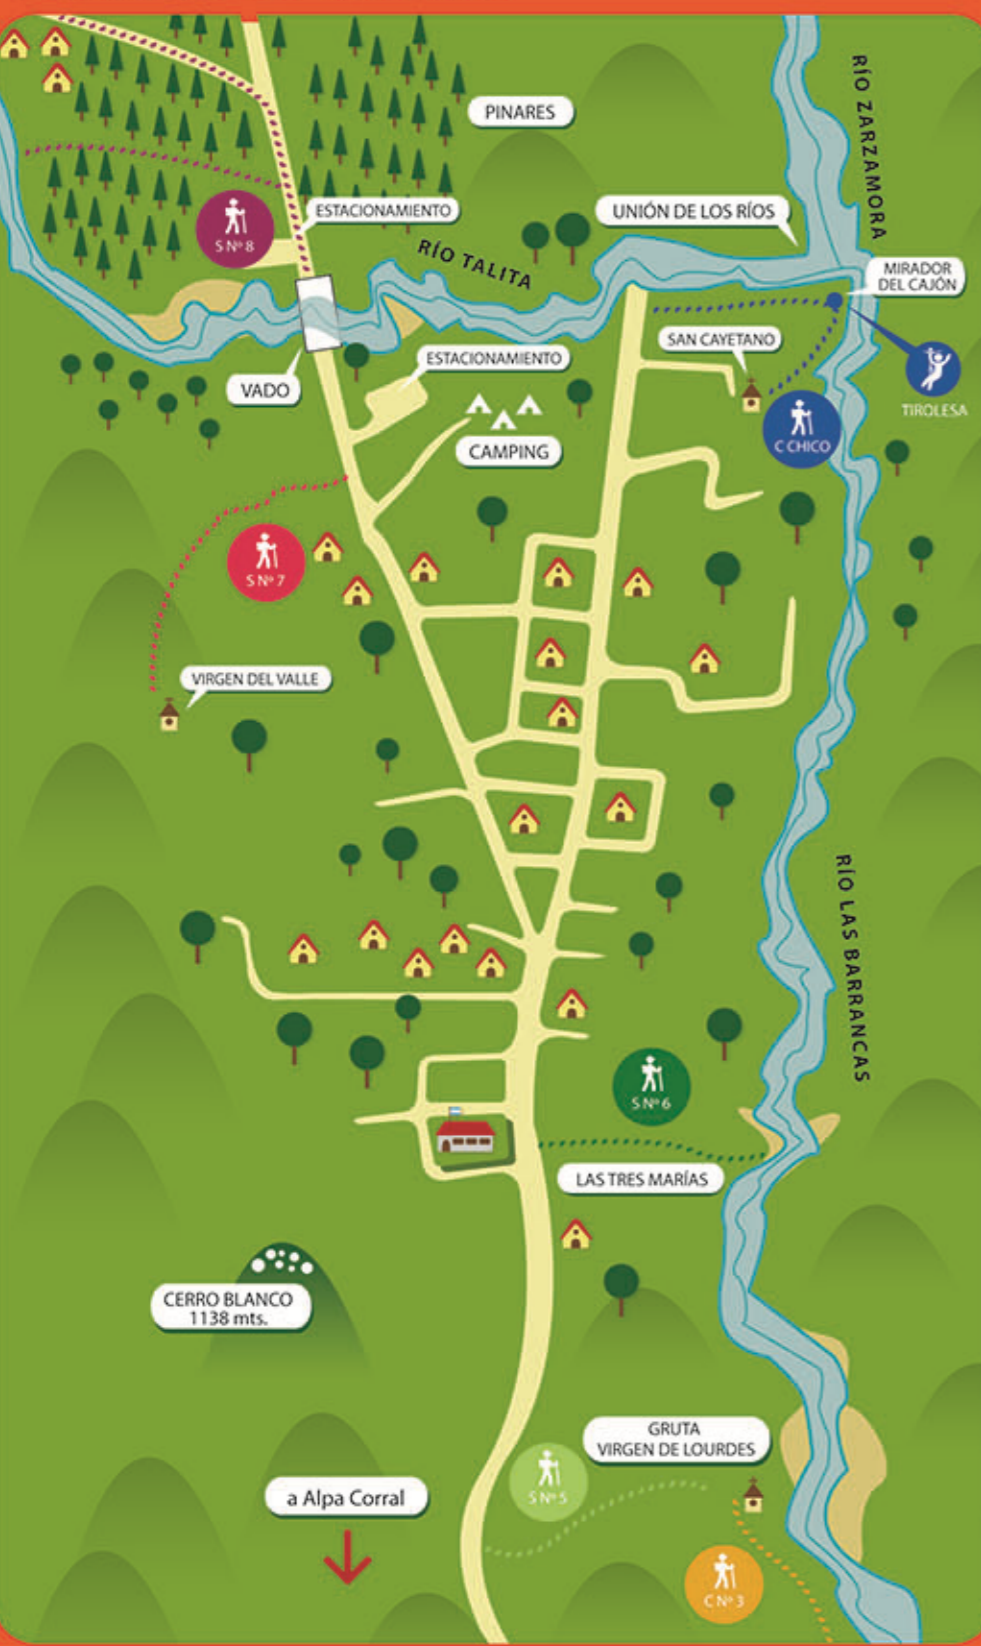 PINARES
RÍO ZARZAMORA
ESTACIONAMIENTO
UNIÓN DE LOS RÍOS
S Nº 8
RÍO TALITA
MIRADOR
DEL CAJÓN
SAN CAYETANO
ESTACIONAMIENTO
VADO
TIROLESA
C CHICO
CAMPING
S Nº 7
VIRGEN DEL VALLE
RÍO LAS BARRANCAS
S Nº 6
LAS TRES MARÍAS
CERRO BLANCO
1138 mts.
GRUTA
VIRGEN DE LOURDES
S Nº 5
a Alpa Corral
C Nº 3